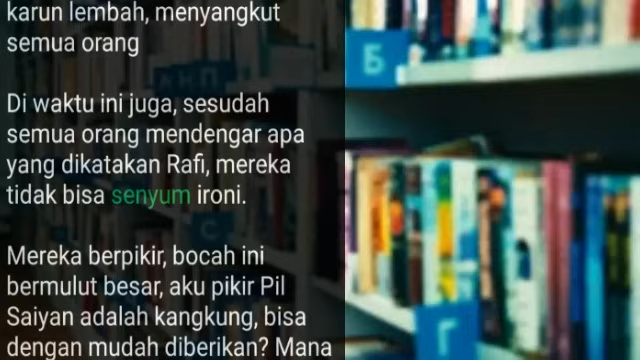 karun lembah, menyangkut
semua orang
Di waktu ini juga, sesudah
semua orang mendengar apa
yang dikatakan Rafi, mereka
tidak bisa senyum ironi.
Mereka berpikir, bocah ini
bermulut besar, aku pikir Pil
Saiyan adalah kangkung, bisa
dengan mudah diberikan? Mana
Б
Г